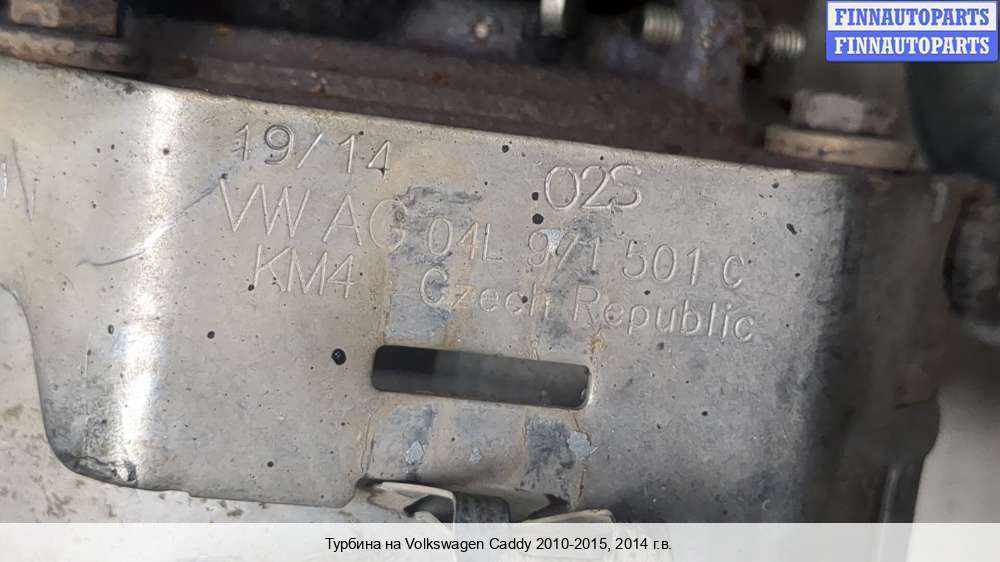 FINNAUTOPARTS
FINNAUTOPARTS
19/14
02S
VW AG 04L 971 501 C
KM4 Czech Republic
Турбина на Volkswagen Caddy 2010-2015, 2014 г.в.